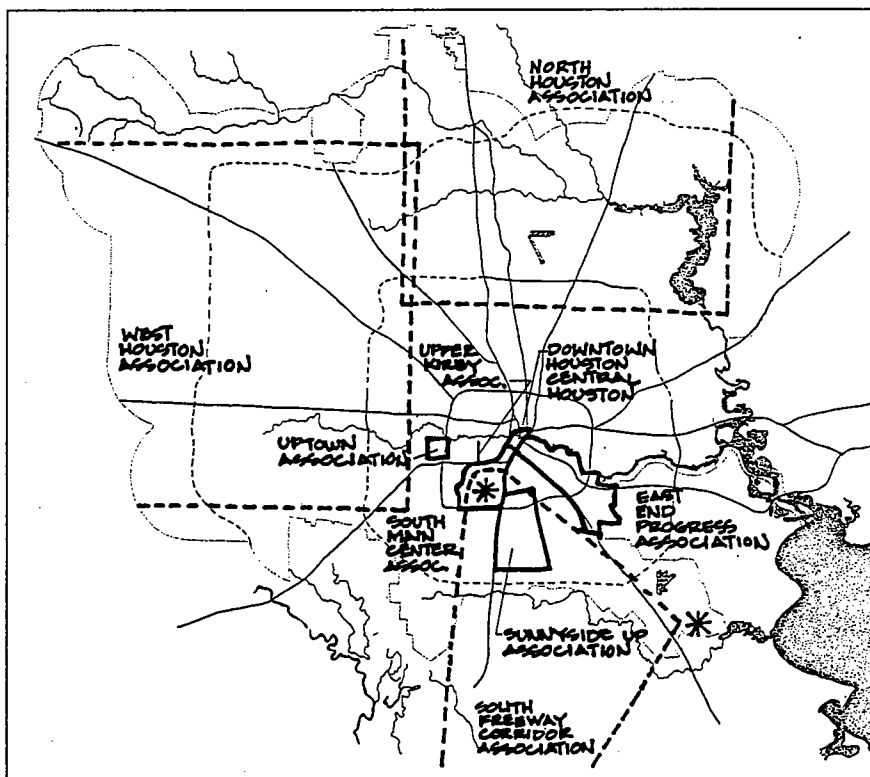 NORTH
HOUSTON
ASSOCIATION
WEST
HOUSTON
ASSOCIATION
UPPER
KIRBY
ASSOC.
DOWNTOWN
HOUSTON
CENTRAL
HOUSTON
UPTOWN
ASSOCIATION
SOUTH
MAIN
CENTER
ASSOC.
EAST
END
PROGRESS
ASSOCIATION
SUNNYSIDE UP
ASSOCIATION
SOUTH
FREEWAY
CORRIDOR
ASSOCIATION